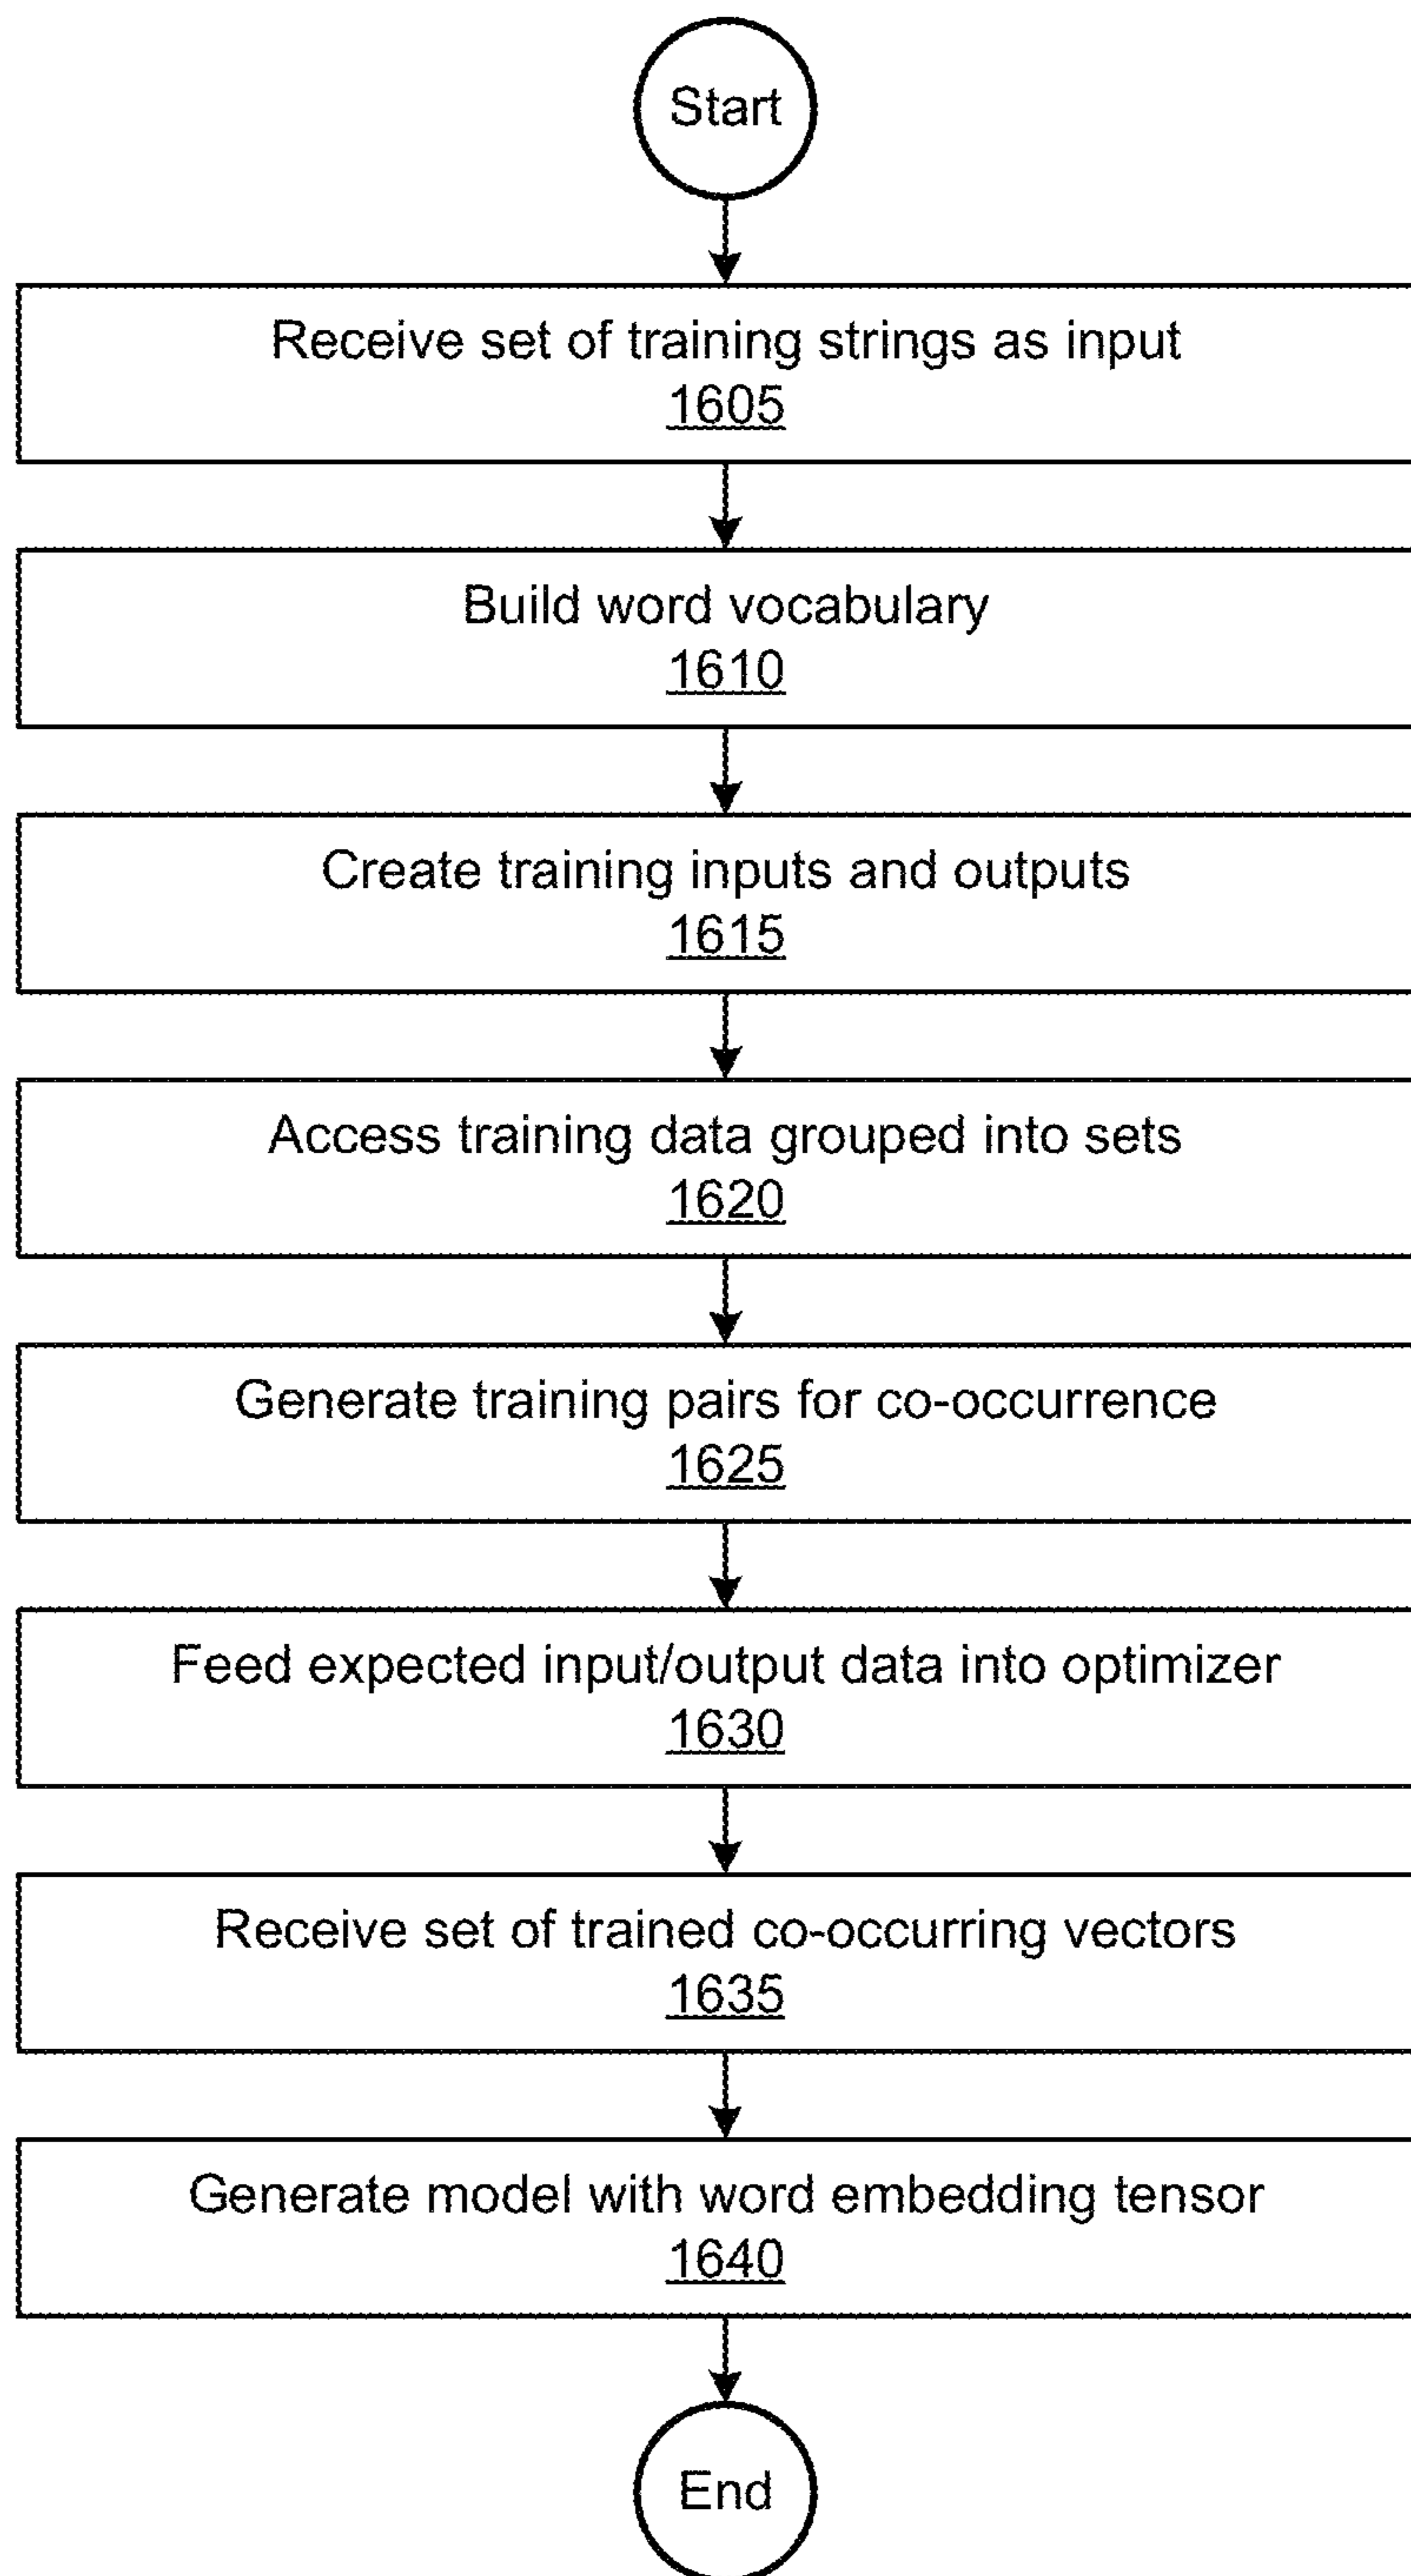 Start
Receive set of training strings as input
1605
Build word vocabulary
1610
Create training inputs and outputs
1615
Access training data grouped into sets
1620
Generate training pairs for co-occurrence
1625
Feed expected input/output data into optimizer
1630
Receive set of trained co-occurring vectors
1635
Generate model with word embedding tensor
1640
End